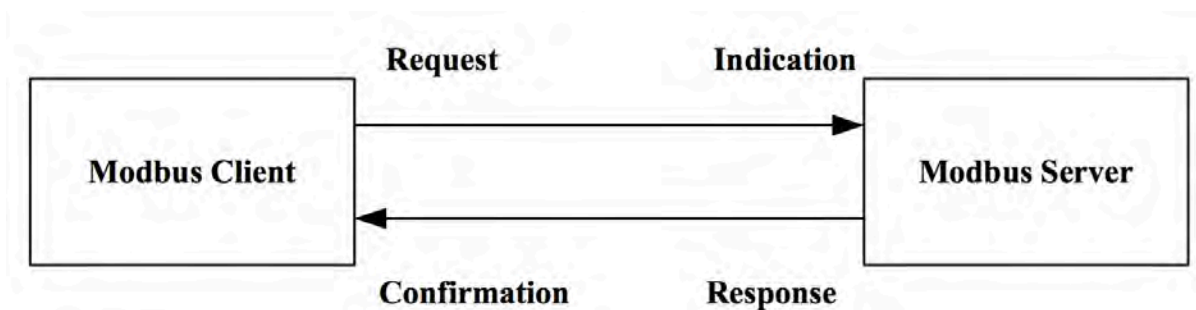 Request Indication
Modbus Client Modbus Server
Confirmation Response